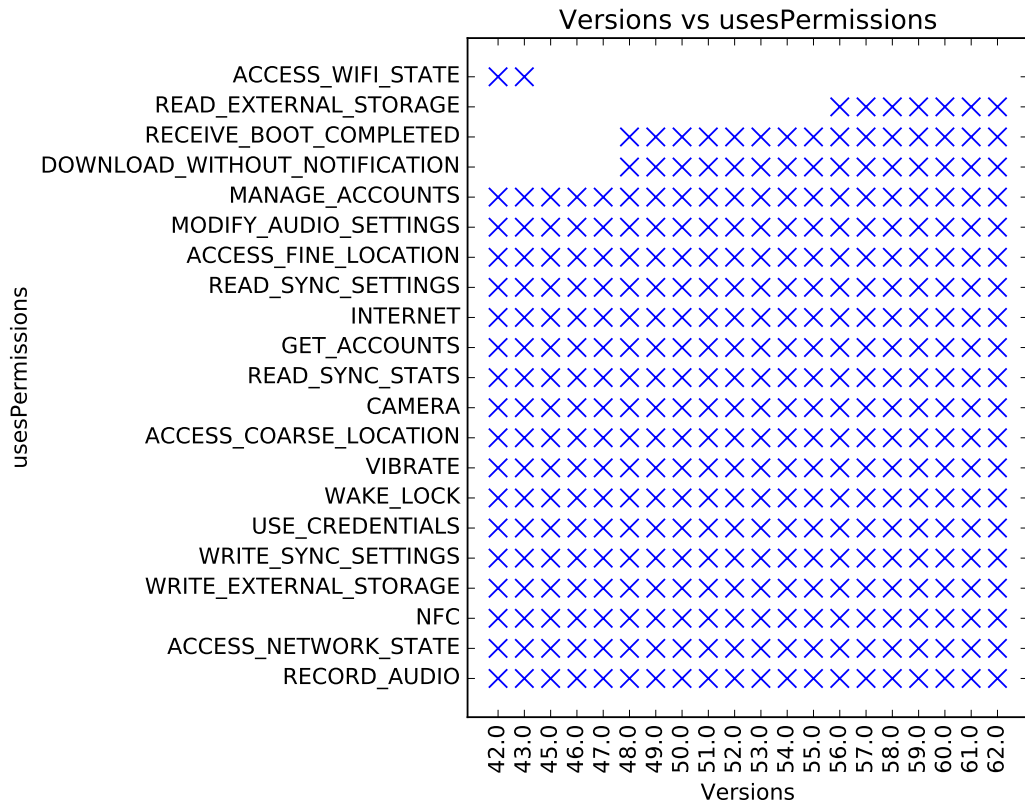 Versions vs usesPermissions
ACCESS_WIFI_STATE
READ_EXTERNAL_STORAGE
RECEIVE_BOOT_COMPLETED
DOWNLOAD_WITHOUT_NOTIFICATION
MANAGE_ACCOUNTS
MODIFY_AUDIO_SETTINGS
ACCESS_FINE_LOCATION
READ_SYNC_SETTINGS
INTERNET
GET_ACCOUNTS
READ_SYNC_STATS
CAMERA
ACCESS_COARSE_LOCATION
VIBRATE
WAKE_LOCK
USE_CREDENTIALS
WRITE_SYNC_SETTINGS
WRITE_EXTERNAL_STORAGE
NFC
ACCESS_NETWORK_STATE
RECORD_AUDIO
usesPermissions
42.0
43.0
45.0
46.0
47.0
48.0
49.0
50.0
51.0
52.0
53.0
54.0
55.0
56.0
57.0
58.0
59.0
60.0
61.0
62.0
Versions